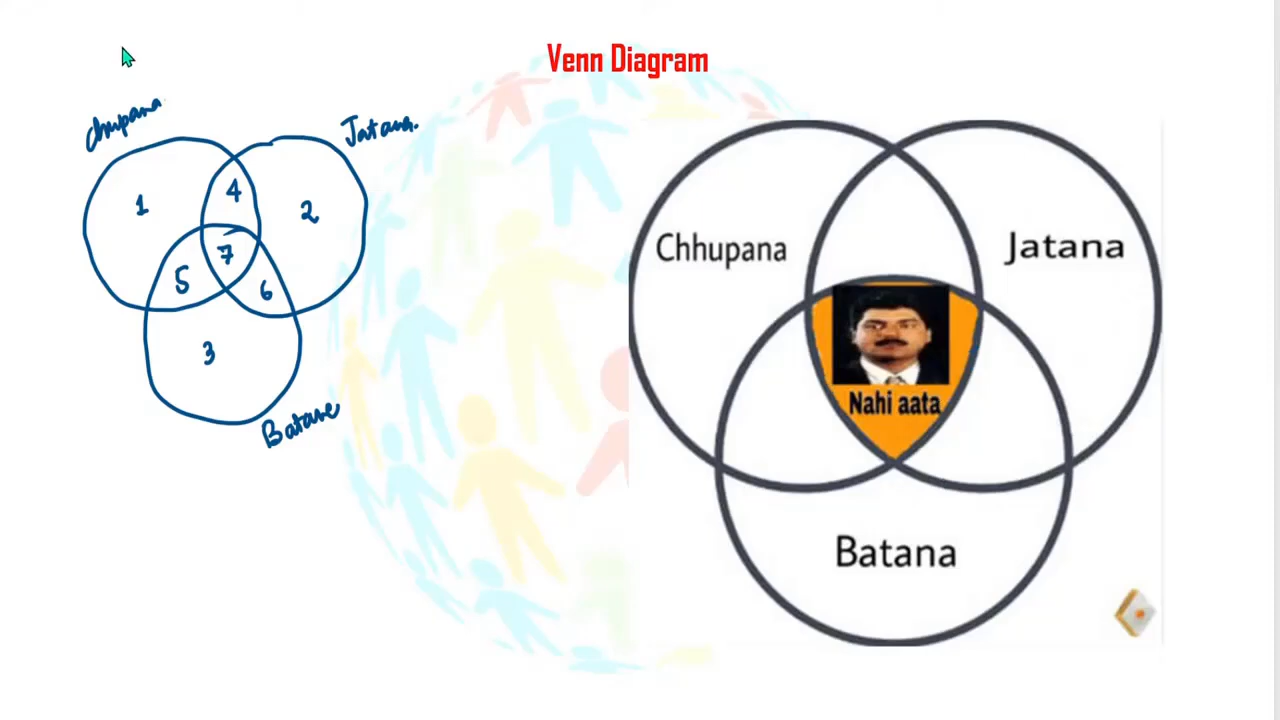 Venn Diagram
Chupana
Jatana.
1
4
2
7
5
6
3
Batane
Chhupana
Jatana
Nahi aata
Batana